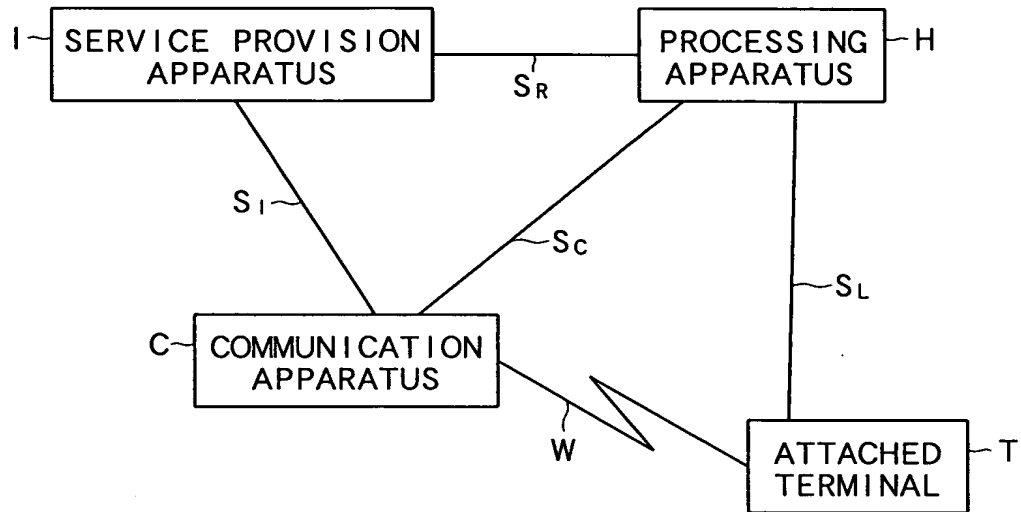 I
SERVICE PROVISION
APPARATUS
PROCESSING
APPARATUS
H
SR
SI
SC
SL
C
COMMUNICATION
APPARATUS
W
ATTACHED
TERMINAL
T